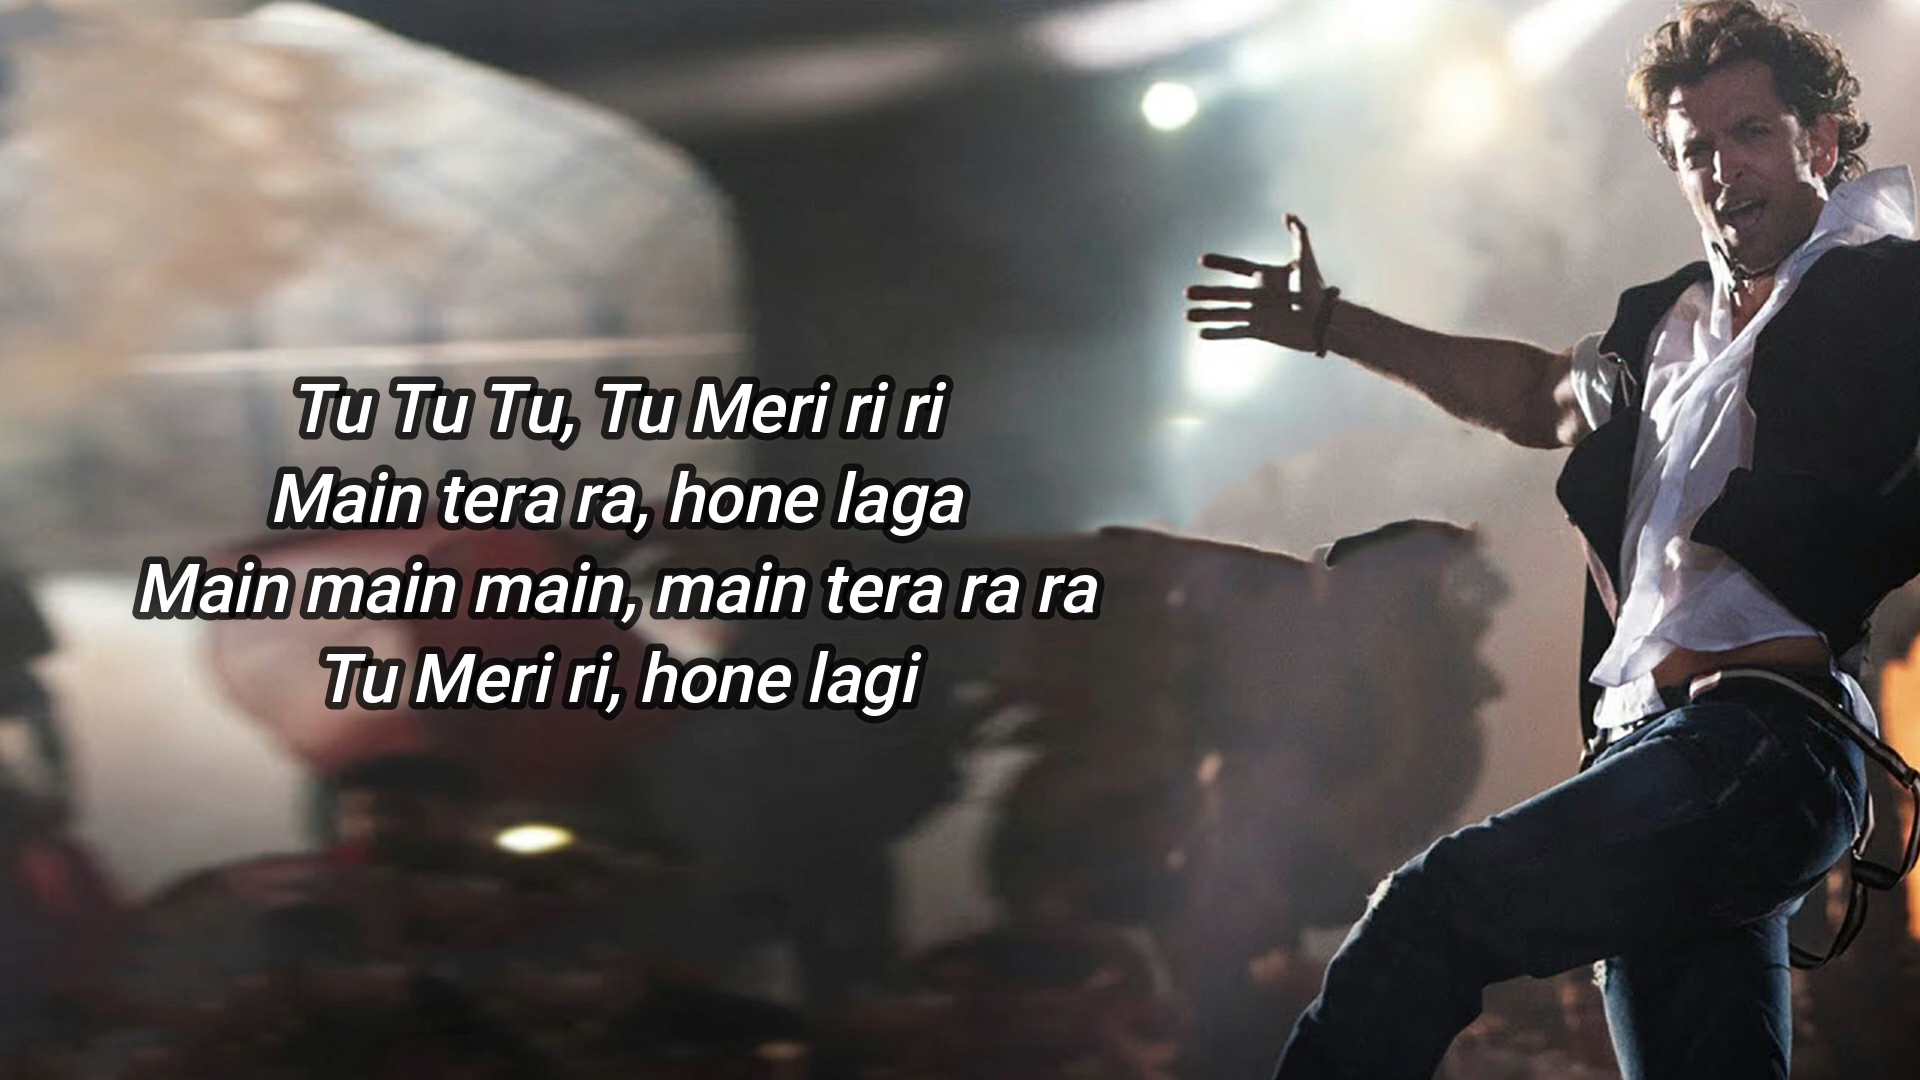 Tu Tu Tu, Tu Meri ri ri
Main tera ra, hone laga
Main main main, main tera ra ra
Tu Meri ri, hone lagi